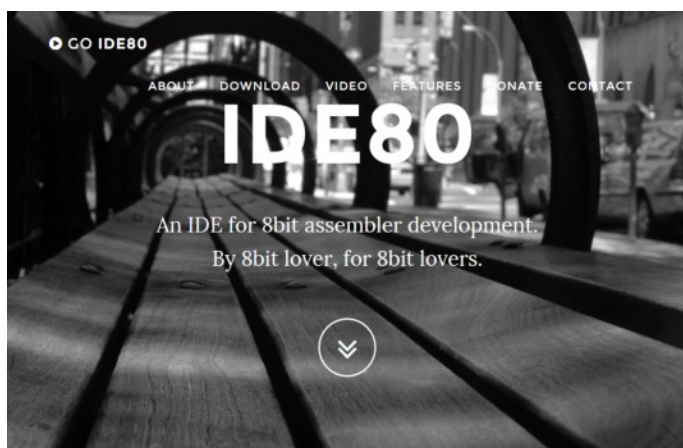 GO IDE80
ABOUT DOWNLOAD VIDEO FEATURES DONATE CONTACT
IDE80
An IDE for 8bit assembler development.
By 8bit lover, for 8bit lovers.